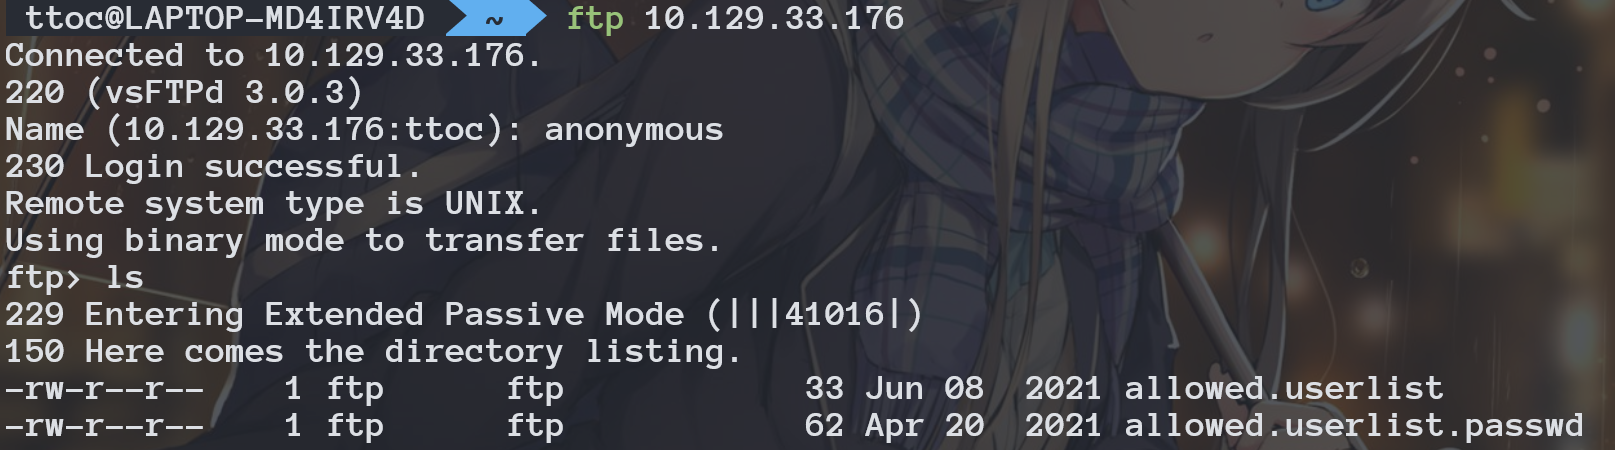 ttoc@LAPTOP-MD4IRV4D ~ ftp 10.129.33.176
Connected to 10.129.33.176.
220 (vsFTPd 3.0.3)
Name (10.129.33.176:ttoc): anonymous
230 Login successful.
Remote system type is UNIX.
Using binary mode to transfer files.
ftp> ls
229 Entering Extended Passive Mode (|||41016|)
150 Here comes the directory listing.
-rw-r--r--    1 ftp      ftp            33 Jun 08  2021 allowed.userlist
-rw-r--r--    1 ftp      ftp            62 Apr 20  2021 allowed.userlist.passwd